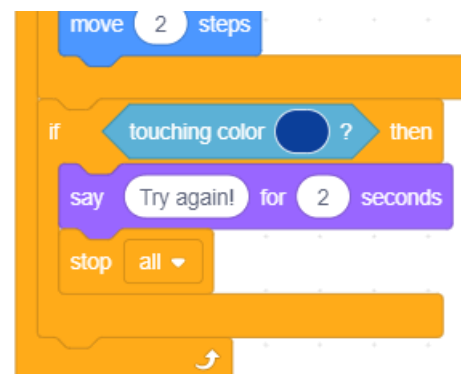 move 2 steps
if touching color ? then
say Try again! for 2 seconds
stop all